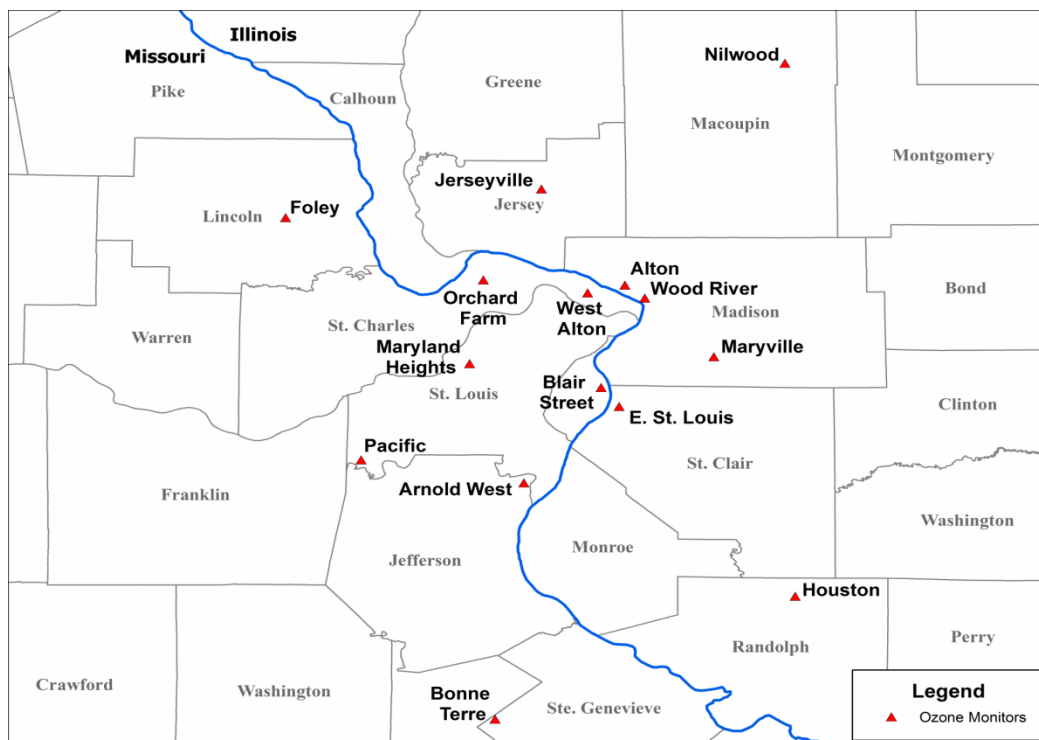 Illinois
Missouri
Pike
Calhoun
Greene
Nilwood
Macoupin
Montgomery
Jerseyville
Jersey
Lincoln
Foley
Alton
Wood River
Bond
Orchard
Farm
West
Alton
Madison
St. Charles
Warren
Maryland
Heights
Maryville
St. Louis
Blair
Street
E. St. Louis
Clinton
Pacific
St. Clair
Franklin
Arnold West
Washington
Jefferson
Monroe
Houston
Randolph
Perry
Crawford
Washington
Bonne
Terre
Ste. Genevieve
Legend
Ozone Monitors